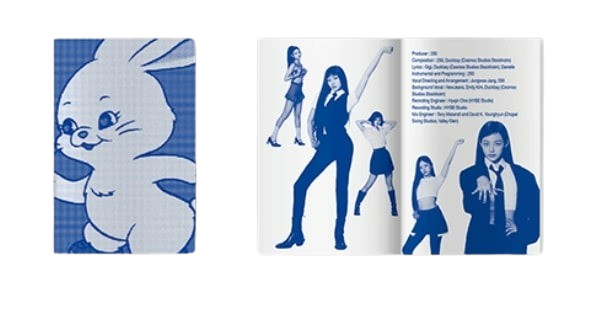 Producer : 250
Composition : 250, Duckbay (Cosmos Studios Stockholm)
Lyrics : Gigi, Duckbay (Cosmos Studios Stockholm), Danielle
Instrumental and Programming : 250
Vocal Directing and Arrangement : Jungwoo Jang, 250
Background Vocal : NewJeans, Emily Kim, Duckbay (Cosmos
Studios Stockholm)
Recording Engineer : Hyejin Choi (HYBE Studio)
Recording Studio : HYBE Studio
Mix Engineer : Tony Maserati and David K. Younghyun (Chapel
Swing Studios, Valley Glen)